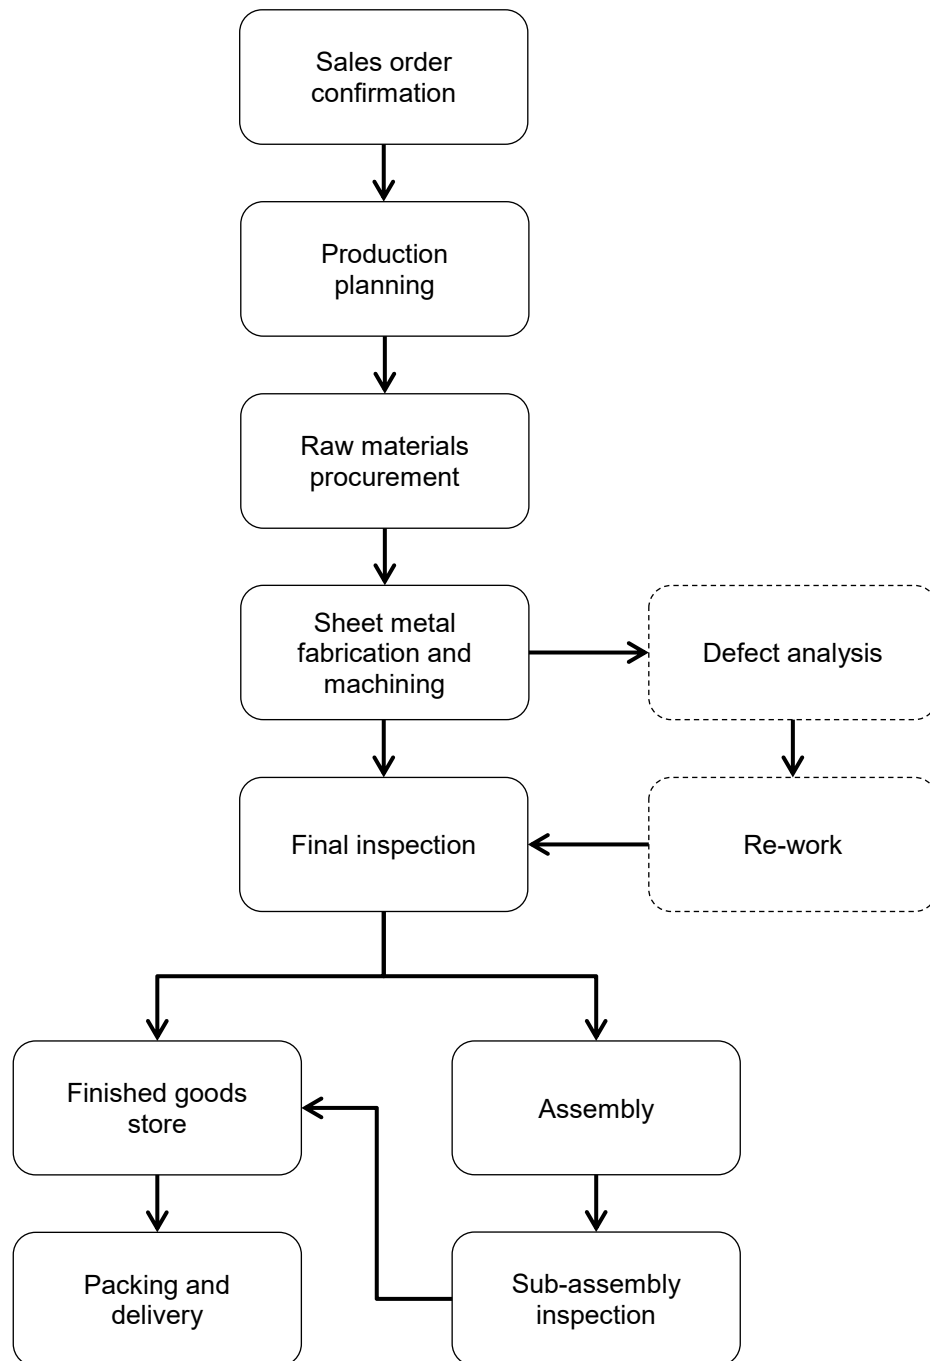 Sales order
confirmation
Production
planning
Raw materials
procurement
Sheet metal
fabrication and
machining
Defect analysis
Final inspection
Re-work
Finished goods
store
Assembly
Packing and
delivery
Sub-assembly
inspection